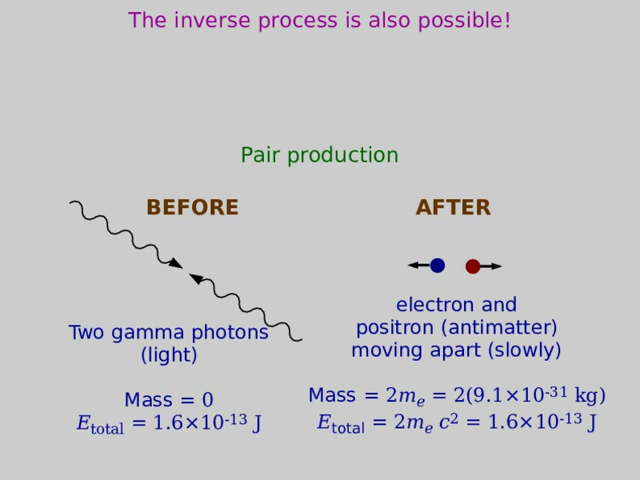 The inverse process is also possible!
Pair production
BEFORE
AFTER
Two gamma photons
(light)
Mass = 0
E_total = 1.6×10^-13 J
electron and
positron (antimatter)
moving apart (slowly)
Mass = 2m_e = 2(9.1×10^-31 kg)
E_total = 2m_e c^2 = 1.6×10^-13 J